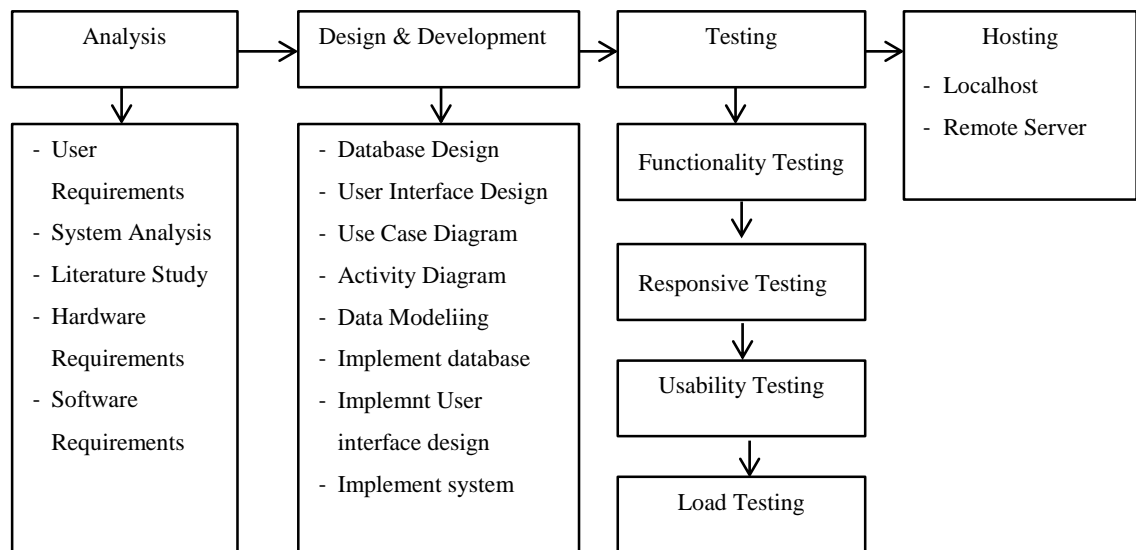 Analysis
- User
Requirements
- System Analysis
- Literature Study
- Hardware
Requirements
- Software
Requirements
Design & Development
- Database Design
- User Interface Design
- Use Case Diagram
- Activity Diagram
- Data Modeliing
- Implement database
- Implemnt User
interface design
- Implement system
Testing
Functionality Testing
Responsive Testing
Usability Testing
Load Testing
Hosting
- Localhost
- Remote Server